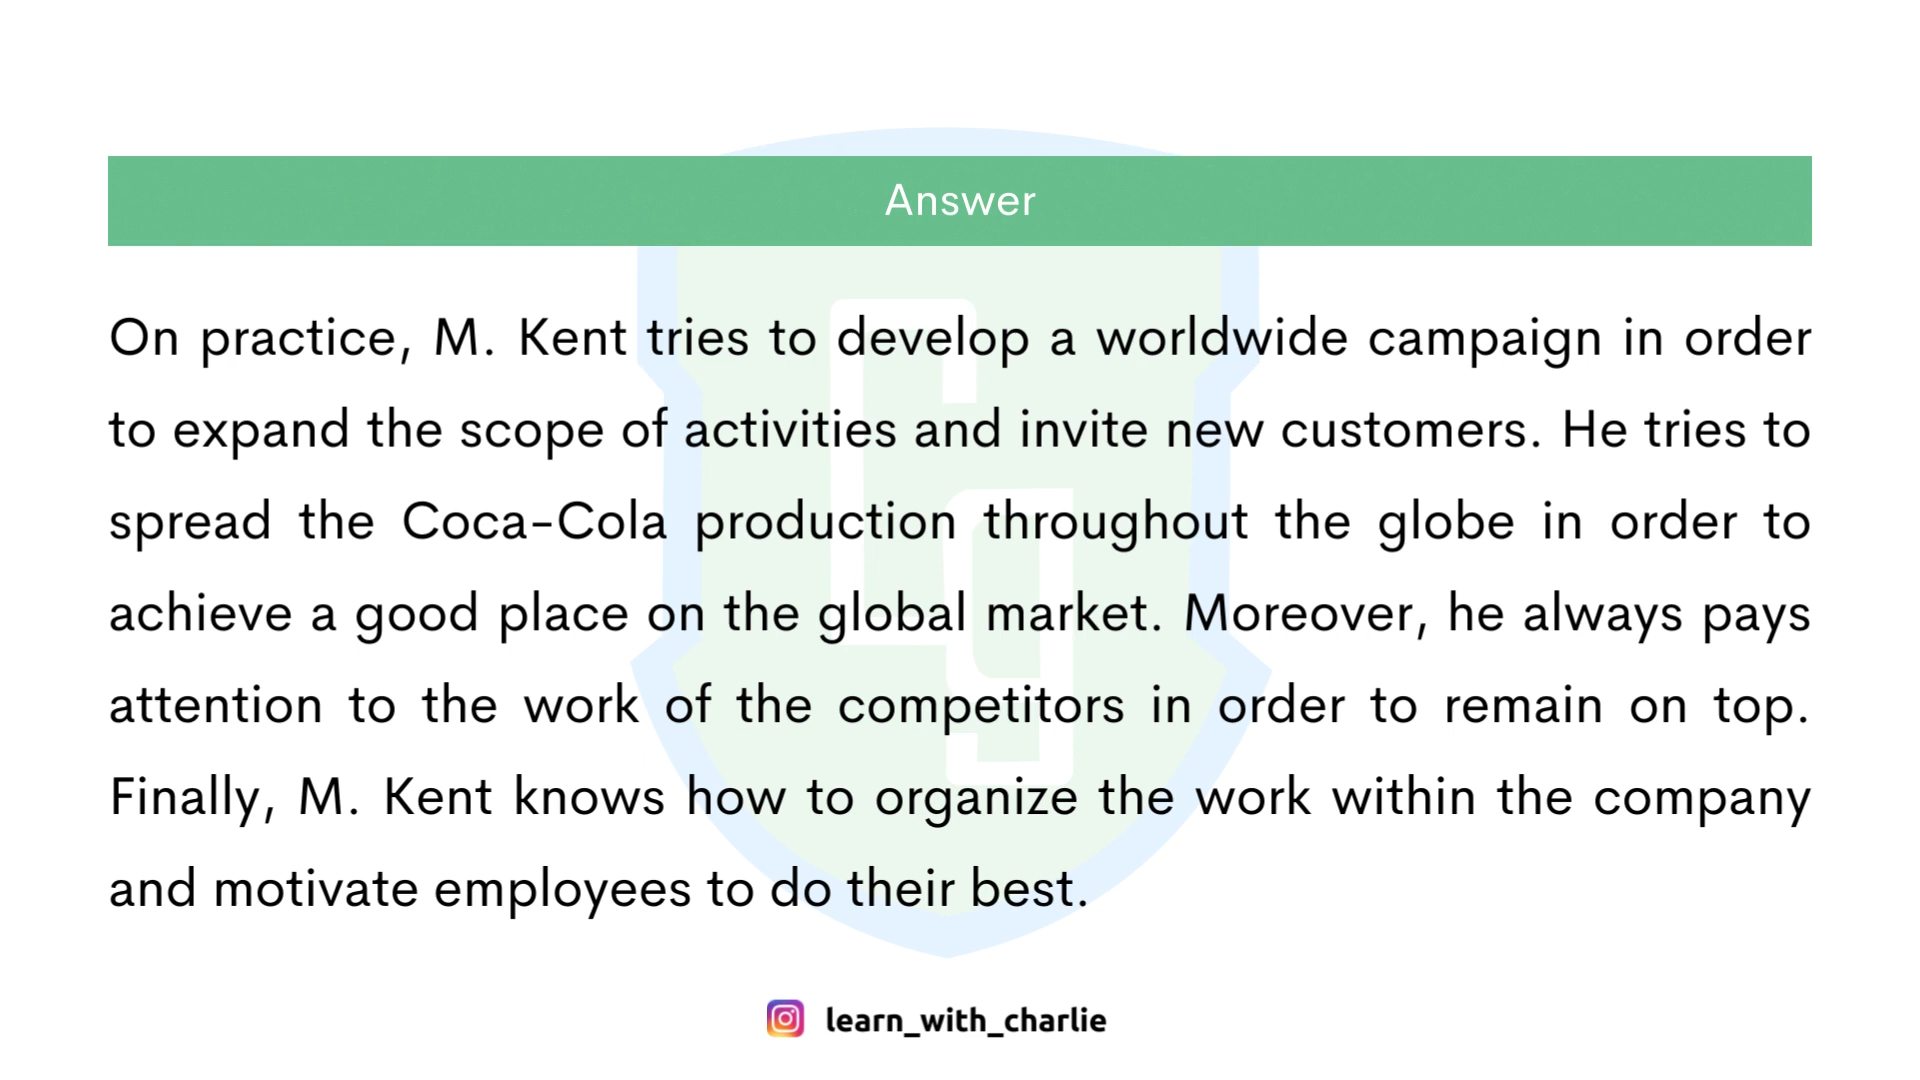 Answer
On practice, M. Kent tries to develop a worldwide campaign in order
to expand the scope of activities and invite new customers. He tries to
spread the Coca-Cola production throughout the globe in order to
achieve a good place on the global market. Moreover, he always pays
attention to the work of the competitors in order to remain on top.
Finally, M. Kent knows how to organize the work within the company
and motivate employees to do their best.
learn_with_charlie